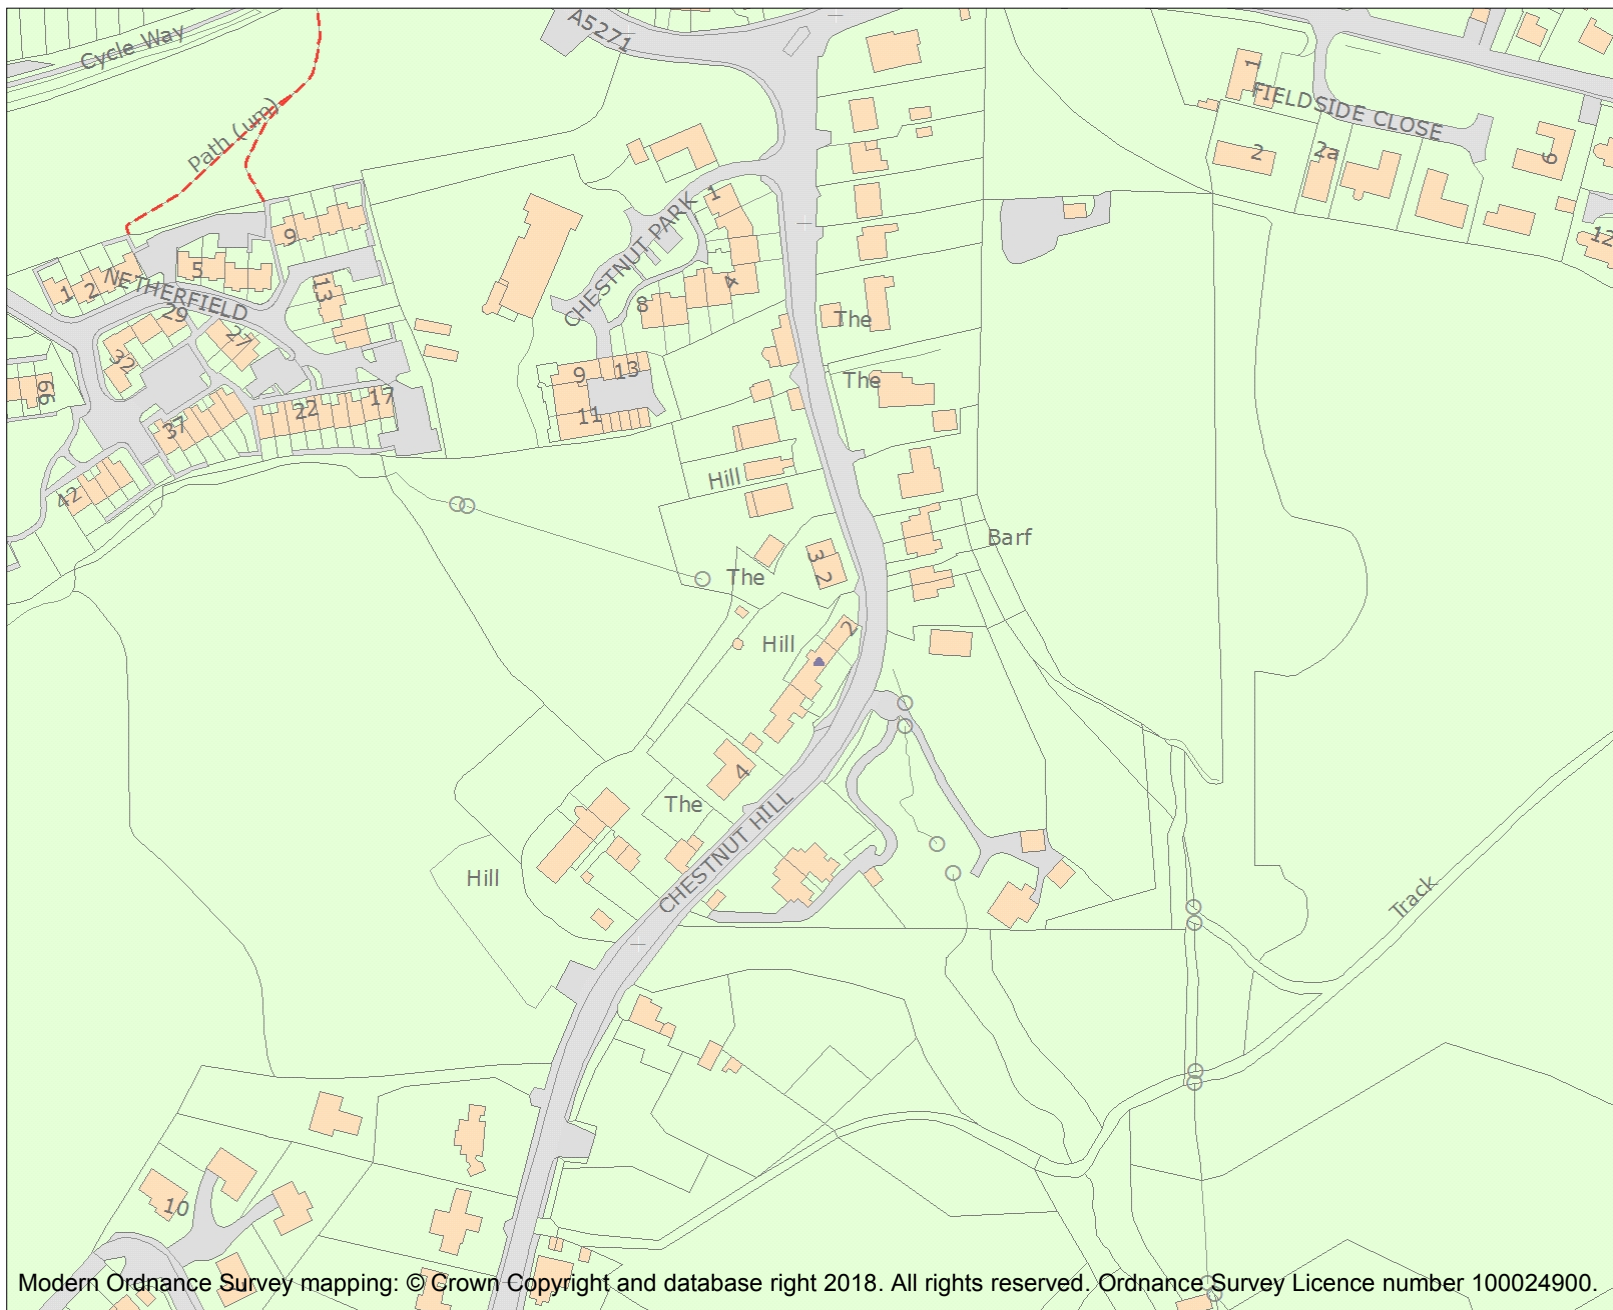 A5271
Cycle Way
1
FIELDSIDE CLOSE
Path (um)
2
2a
9
1
CHESTNUT PARK
9
12
5
1
2
NETHERFIELD
13
4
8
29
The
27
32
The
9
13
66
22
17
11
37
Hill
42
Barf
3
2
The
2
Hill
4
The
CHESTNUT HILL
Hill
Track
10
Modern Ordnance Survey mapping: © Crown Copyright and database right 2018. All rights reserved. Ordnance Survey Licence number 100024900.